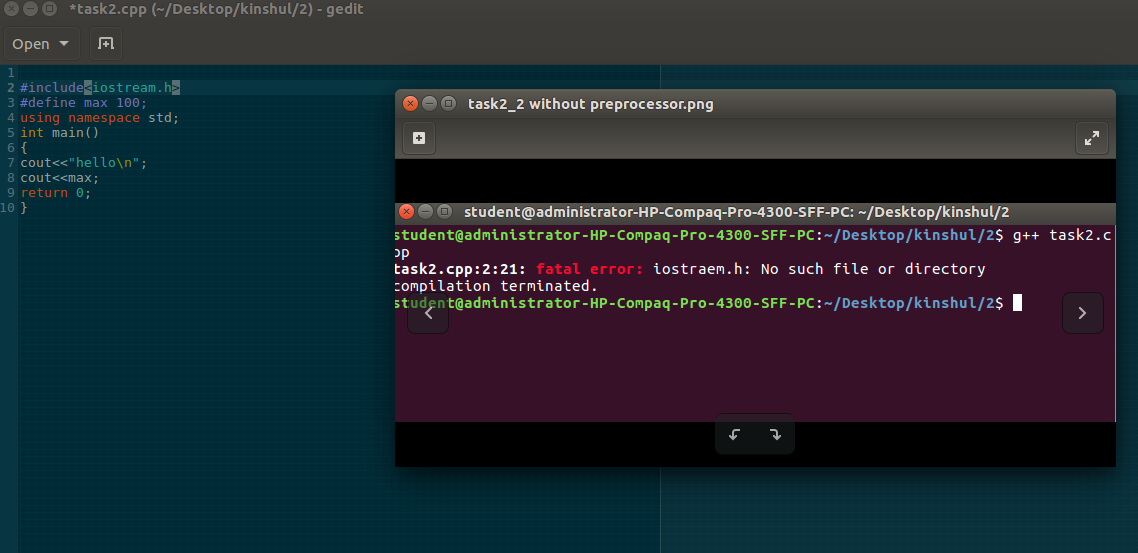 *task2.cpp (~/Desktop/kinshul/2) - gedit
Open
1
2 #include<iostream.h>
3 #define max 100;
4 using namespace std;
5 int main()
6 {
7 cout<<"hello\n";
8 cout<<max;
9 return 0;
10 }
task2_2 without preprocessor.png
student@administrator-HP-Compaq-Pro-4300-SFF-PC: ~/Desktop/kinshul/2
student@administrator-HP-Compaq-Pro-4300-SFF-PC:~/Desktop/kinshul/2$ g++ task2.c
pp
task2.cpp:2:21: fatal error: iostraem.h: No such file or directory
compilation terminated.
student@administrator-HP-Compaq-Pro-4300-SFF-PC:~/Desktop/kinshul/2$